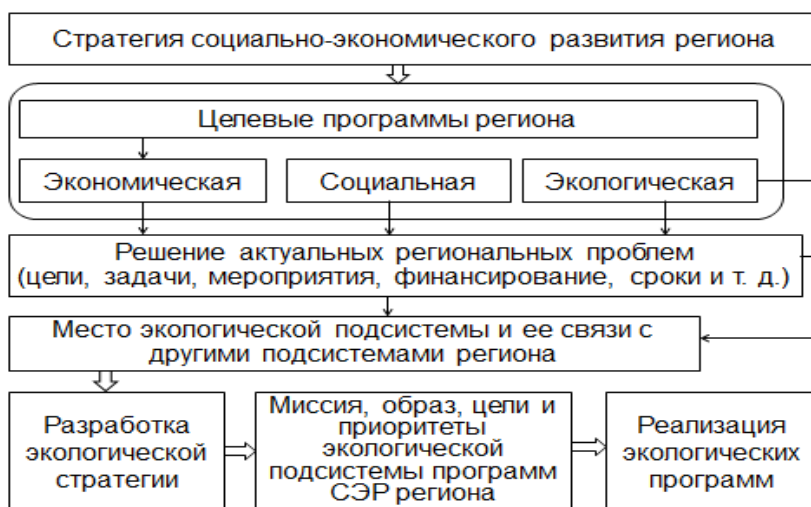 Стратегия социально-экономического развития региона
Целевые программы региона
Экономическая
Социальная
Экологическая
Решение актуальных региональных проблем
(цели, задачи, мероприятия, финансирование, сроки и т. д.)
Место экологической подсистемы и ее связи с
другими подсистемами региона
Разработка
экологической
стратегии
Миссия, образ, цели и
приоритеты
экологической
подсистемы программ
СЭР региона
Реализация
экологических
программ